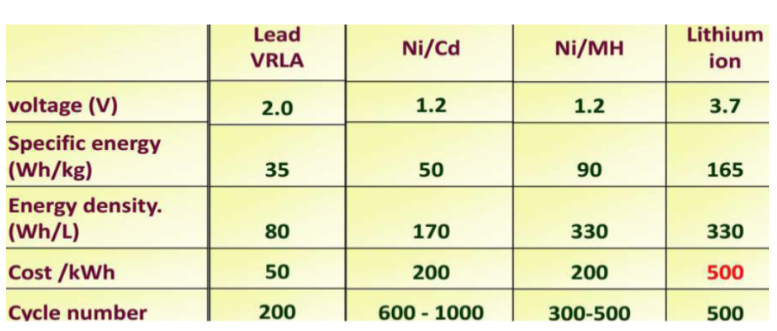 Lead VRLA Ni/Cd Ni/MH Lithium ion
voltage (V) 2.0 1.2 1.2 3.7
Specific energy (Wh/kg) 35 50 90 165
Energy density. (Wh/L) 80 170 330 330
Cost /kWh 50 200 200 500
Cycle number 200 600 - 1000 300-500 500